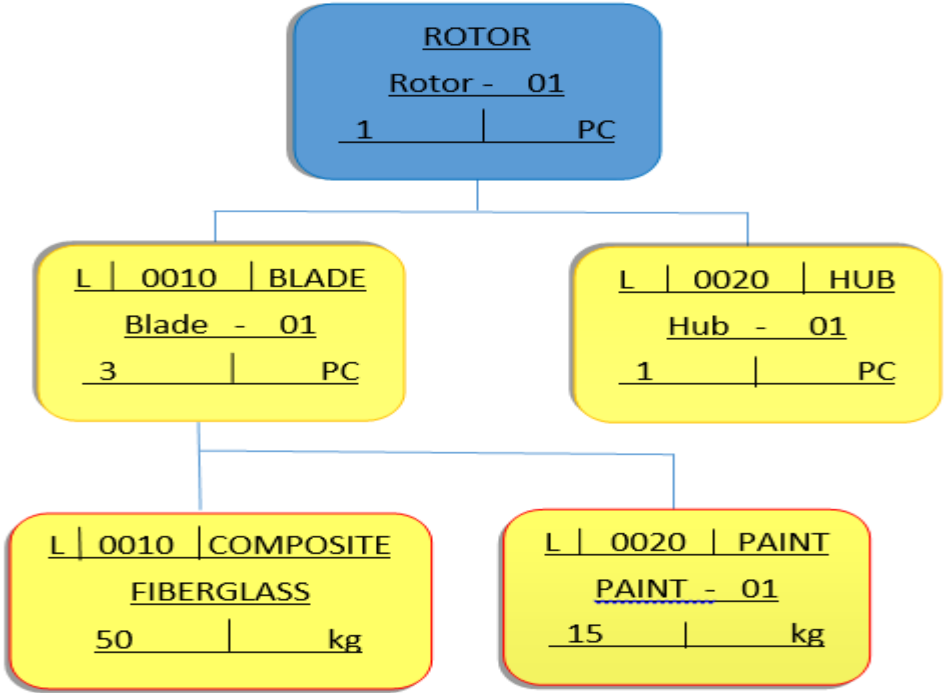 ROTOR
Rotor - 01
1 | PC
L | 0010 | BLADE
Blade - 01
3 | PC
L | 0020 | HUB
Hub - 01
1 | PC
L | 0010 | COMPOSITE
FIBERGLASS
50 | kg
L | 0020 | PAINT
PAINT - 01
15 | kg